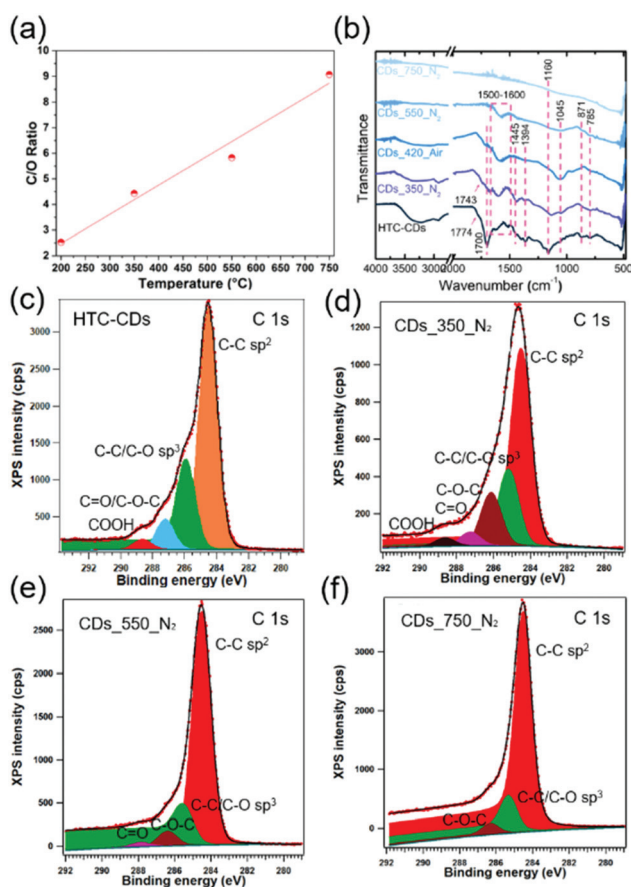 (a)
C/O Ratio
10
9
8
7
6
5
4
3
2
200 250 300 350 400 450 500 550 600 650 700 750
Temperature (°C)
(b)
Transmittance
CDs_750_N₂
CDs_550_N₂
CDs_420_Air
CDs_350_N₂
HTC-CDs
1500-1600
1160
1445
1394
1045
871
785
1743
1774
1700
4000 3500 3000 2000 1500 1000 500
Wavenumber (cm⁻¹)
(c)
HTC-CDs
C 1s
C-C sp²
C-C/C-O sp³
C=O/C-O-C
COOH
XPS intensity (cps)
3000
2500
2000
1500
1000
500
292 290 288 286 284 282 280
Binding energy (eV)
(d)
CDs_350_N₂
C 1s
C-C sp²
C-C/C-O sp³
C-O-C
C=O
COOH
XPS intensity (cps)
1200
1000
800
600
400
200
0
292 290 288 286 284 282 280
Binding energy (eV)
(e)
CDs_550_N₂
C 1s
C-C sp²
C-C/C-O sp³
C-O-C
C=O
XPS intensity (cps)
2500
2000
1500
1000
500
0
292 290 288 286 284 282 280
Binding energy (eV)
(f)
CDs_750_N₂
C 1s
C-C sp²
C-C/C-O sp³
C-O-C
XPS intensity (cps)
3000
2000
1000
0
292 290 288 286 284 282 280
Binding energy (eV)